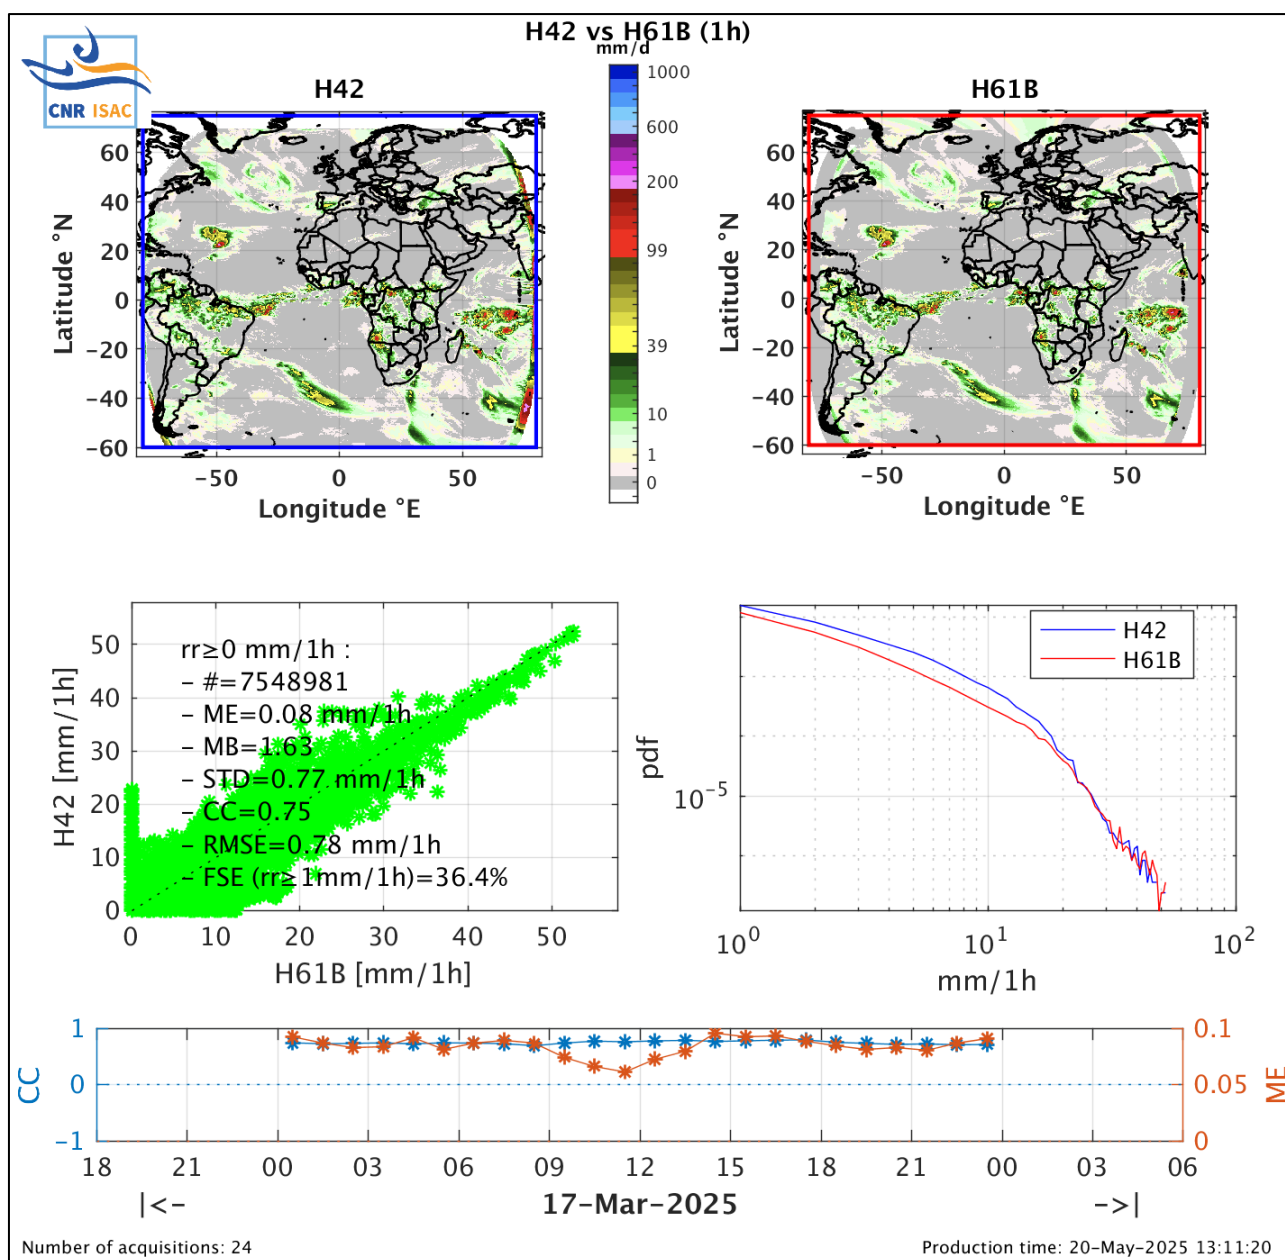 H42 vs H61B (1h)
mm/d
CNR ISAC
H42
H61B
1000
600
200
99
39
10
1
0
60
40
20
0
−20
−40
−60
Latitude °N
−50
0
50
Longitude °E
60
40
20
0
−20
−40
−60
Latitude °N
−50
0
50
Longitude °E
50
40
30
20
10
0
H42 [mm/1h]
rr≥0 mm/1h :
− #=7548981
− ME=0.08 mm/1h
− MB=1.63
− STD=0.77 mm/1h
− CC=0.75
− RMSE=0.78 mm/1h
− FSE (rr≥1mm/1h)=36.4%
0 10 20 30 40 50
H61B [mm/1h]
H42
H61B
pdf
10^-5
10^0 10^1 10^2
mm/1h
1
0
−1
CC
0.1
0.05
0
ME
18 21 00 03 06 09 12 15 18 21 00 03 06
|<− 17−Mar−2025 −>|
Number of acquisitions: 24
Production time: 20−May−2025 13:11:20